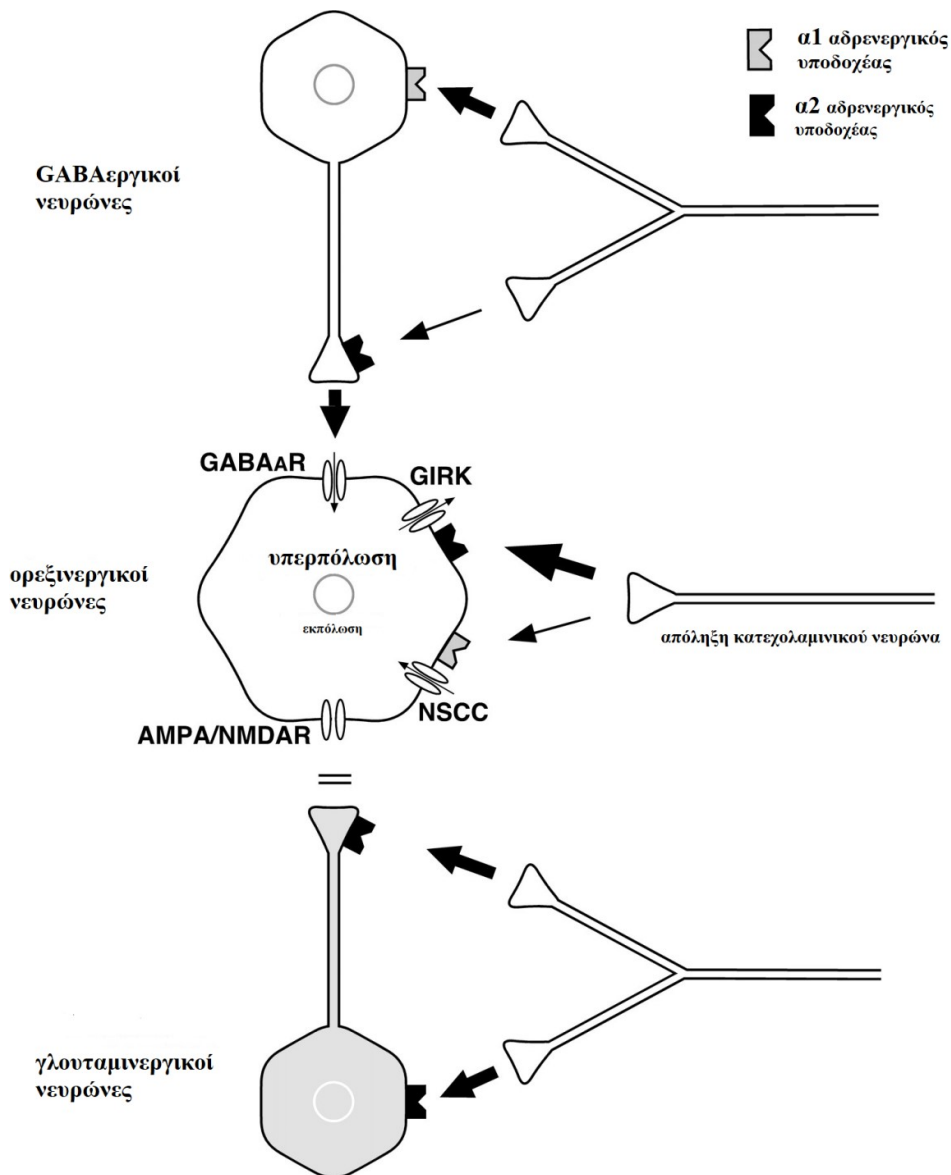 α1 αδρενεργικός
υποδοχέας
α2 αδρενεργικός
υποδοχέας
GABAεργικοί
νευρώνες
GABAAR
GIRK
υπερπόλωση
ορεξινεργικοί
νευρώνες
εκπόλωση
απόληξη κατεχολαμινικού νευρώνα
NSCC
AMPA/NMDAR
γλουταμινεργικοί
νευρώνες